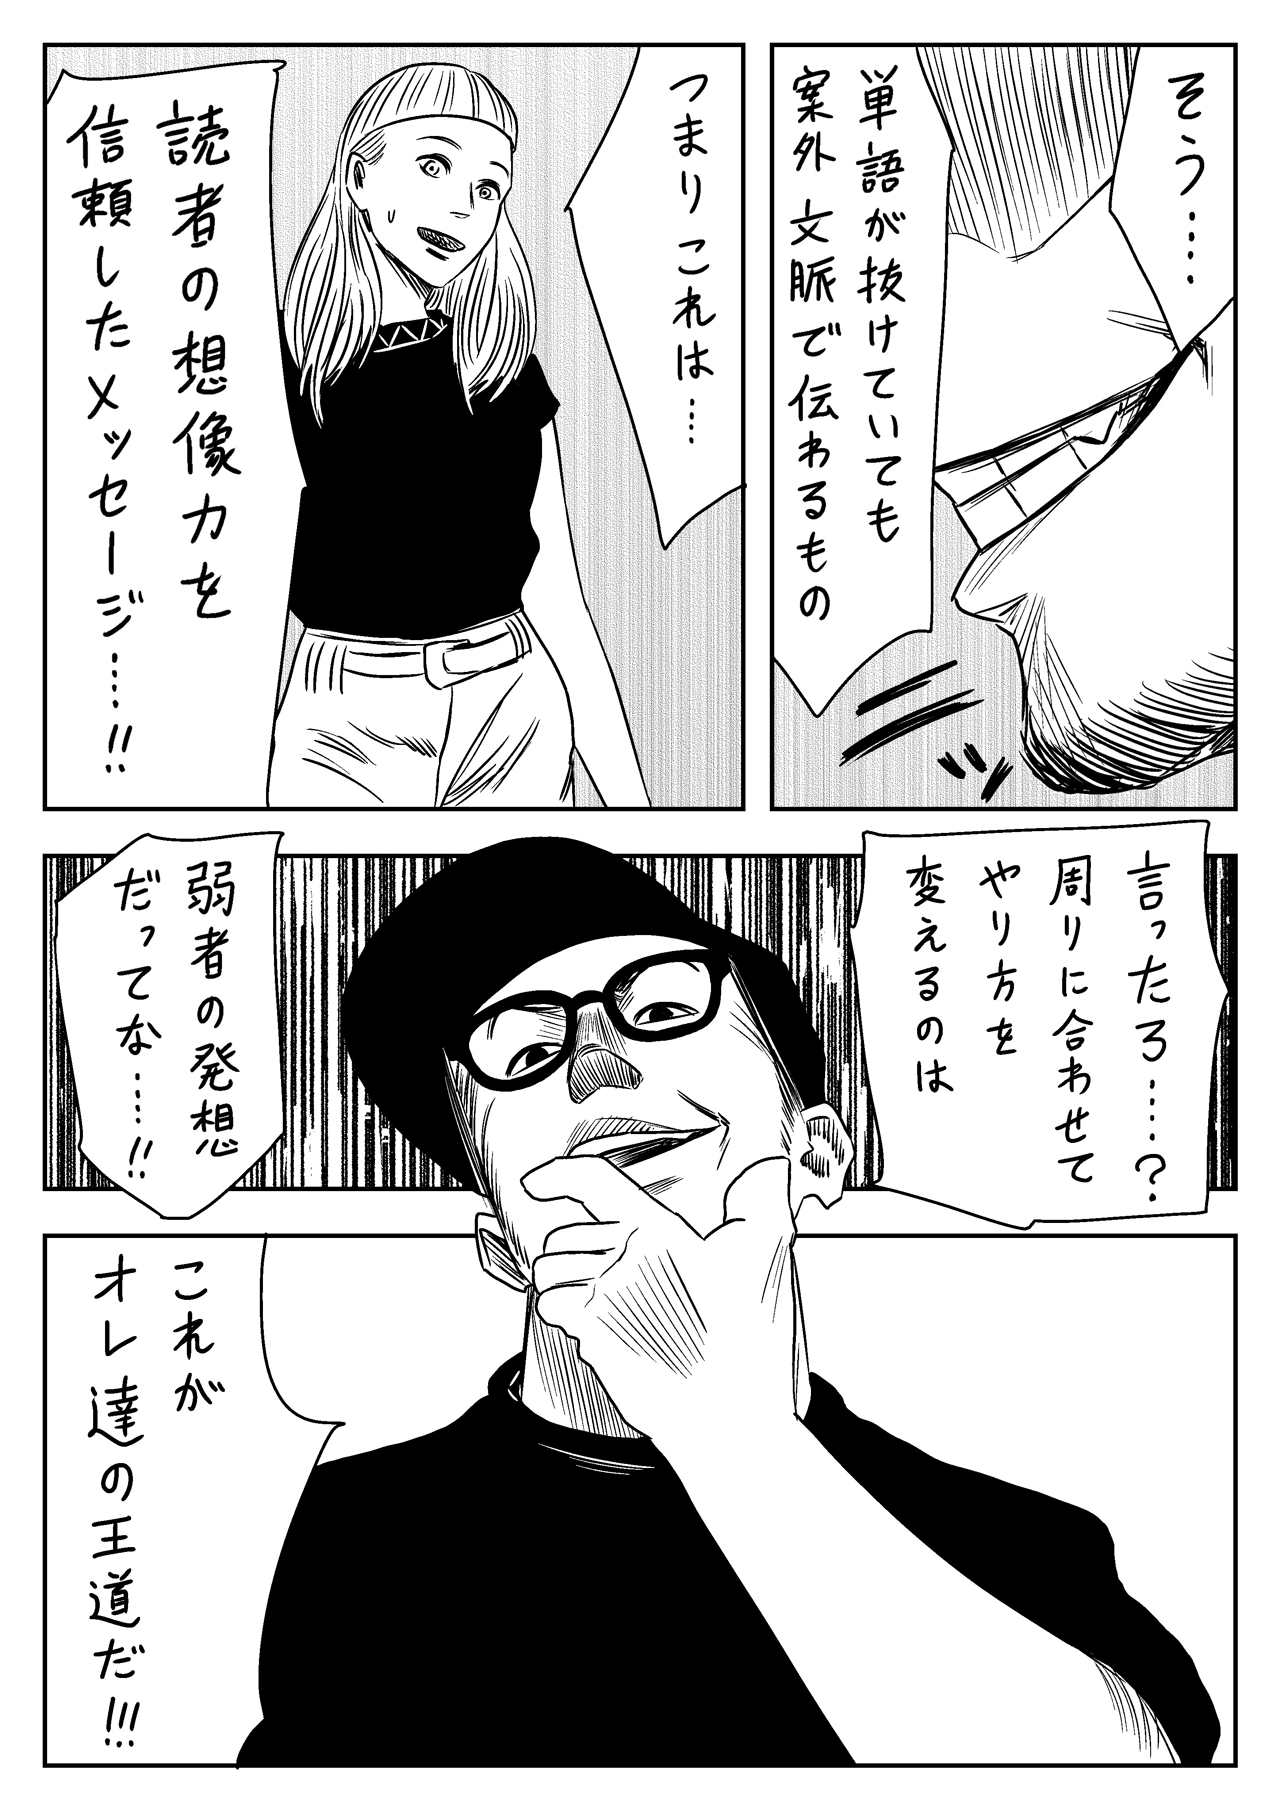 そう……
単語が抜けていても
案外文脈で伝わるもの
つまりこれは…
読者の想像力を
信頼したメッセージ……!!
言ったろ……?
周りに合わせて
やり方を
変えるのは
弱者の発想
だってな……!!
これが
オレ達の王道だ!!!